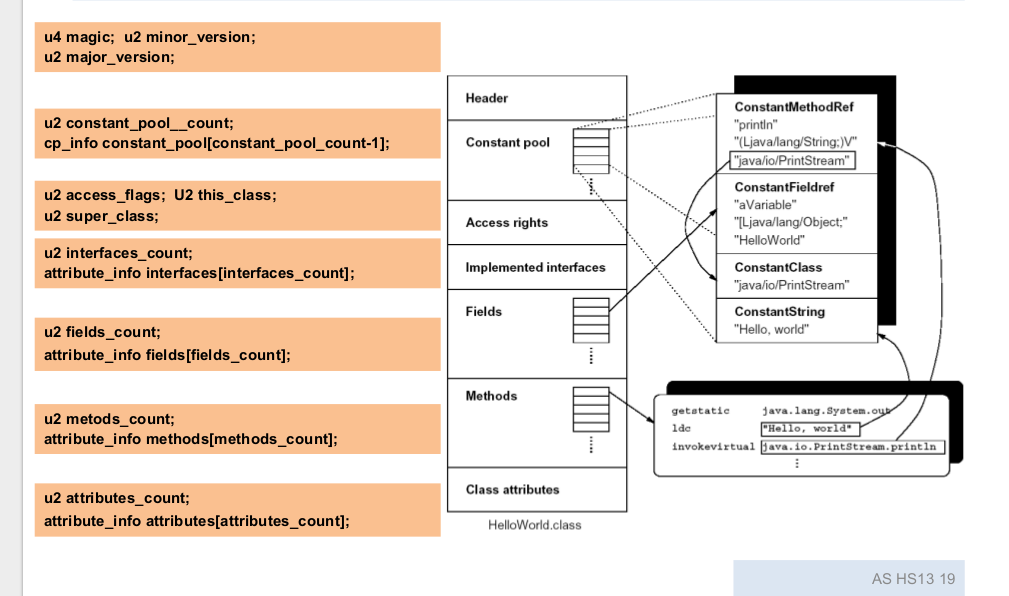 u4 magic;  u2 minor_version;
u2 major_version;
u2 constant_pool__count;
cp_info constant_pool[constant_pool_count-1];
u2 access_flags;  U2 this_class;
u2 super_class;
u2 interfaces_count;
attribute_info interfaces[interfaces_count];
u2 fields_count;
attribute_info fields[fields_count];
u2 metods_count;
attribute_info methods[methods_count];
u2 attributes_count;
attribute_info attributes[attributes_count];
Header
Constant pool
Access rights
Implemented interfaces
Fields
Methods
Class attributes
HelloWorld.class
ConstantMethodRef
"println"
"(Ljava/lang/String;)V"
"java/io/PrintStream"
ConstantFieldref
"aVariable"
"[Ljava/lang/Object;"
"HelloWorld"
ConstantClass
"java/io/PrintStream"
ConstantString
"Hello, world"
getstatic java.lang.System.out
ldc "Hello, world"
invokevirtual java.io.PrintStream.println
AS HS13 19